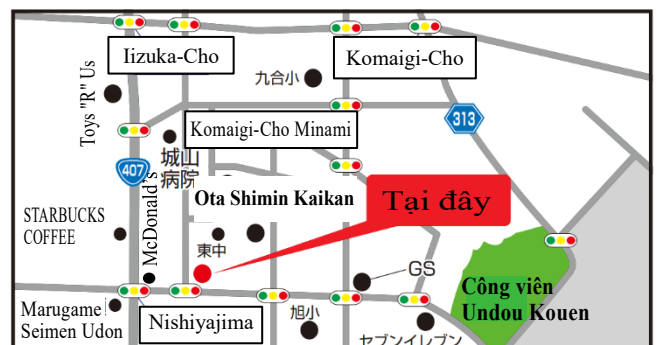 Iizuka-Cho
Komaigi-Cho
Toys "R" Us
九合小
313
Komaigi-Cho Minami
城山
病院
407
McDonald's
Ota Shimin Kaikan
Tại đây
STARBUCKS
COFFEE
東中
GS
Công viên
Undou Kouen
Marugame
Seimen Udon
Nishiyajima
旭小
セブンイレブン